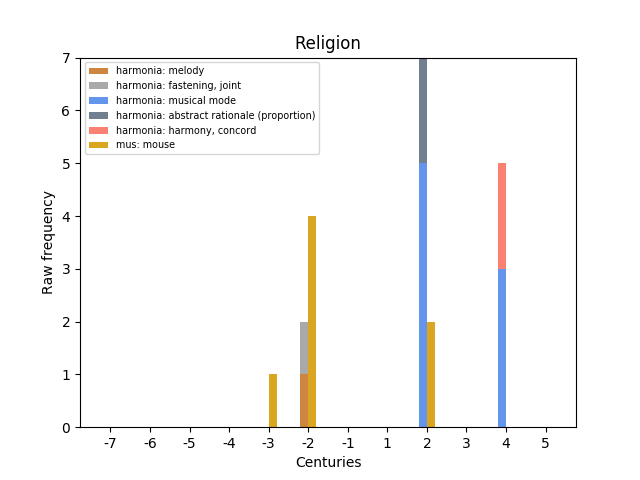 Religion
harmonia: melody
harmonia: fastening, joint
harmonia: musical mode
harmonia: abstract rationale (proportion)
harmonia: harmony, concord
mus: mouse
7
6
5
4
3
2
1
0
Raw frequency
-7 -6 -5 -4 -3 -2 -1 1 2 3 4 5
Centuries